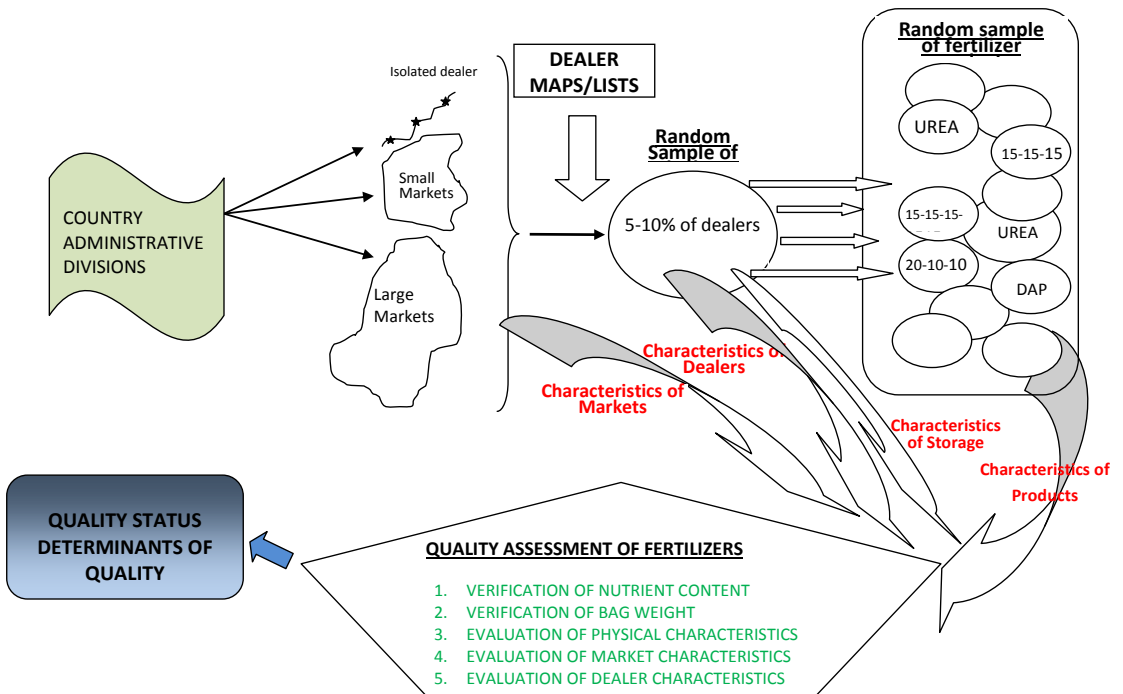 COUNTRY
ADMINISTRATIVE
DIVISIONS
Isolated dealer
Small
Markets
Large
Markets
DEALER
MAPS/LISTS
Random
Sample of
5-10% of dealers
Random sample
of fertilizer
UREA
15-15-15
15-15-15-
UREA
20-10-10
DAP
Characteristics of
Markets
Characteristics of
Dealers
Characteristics
of Storage
Characteristics of
Products
QUALITY STATUS
DETERMINANTS OF
QUALITY
QUALITY ASSESSMENT OF FERTILIZERS
1. VERIFICATION OF NUTRIENT CONTENT
2. VERIFICATION OF BAG WEIGHT
3. EVALUATION OF PHYSICAL CHARACTERISTICS
4. EVALUATION OF MARKET CHARACTERISTICS
5. EVALUATION OF DEALER CHARACTERISTICS